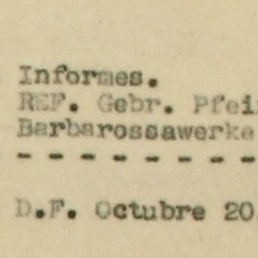 Informes.
REF. Gebr. Pfei
Barbarossawerke
- - - - - - - - -
D.F. Octubre 20